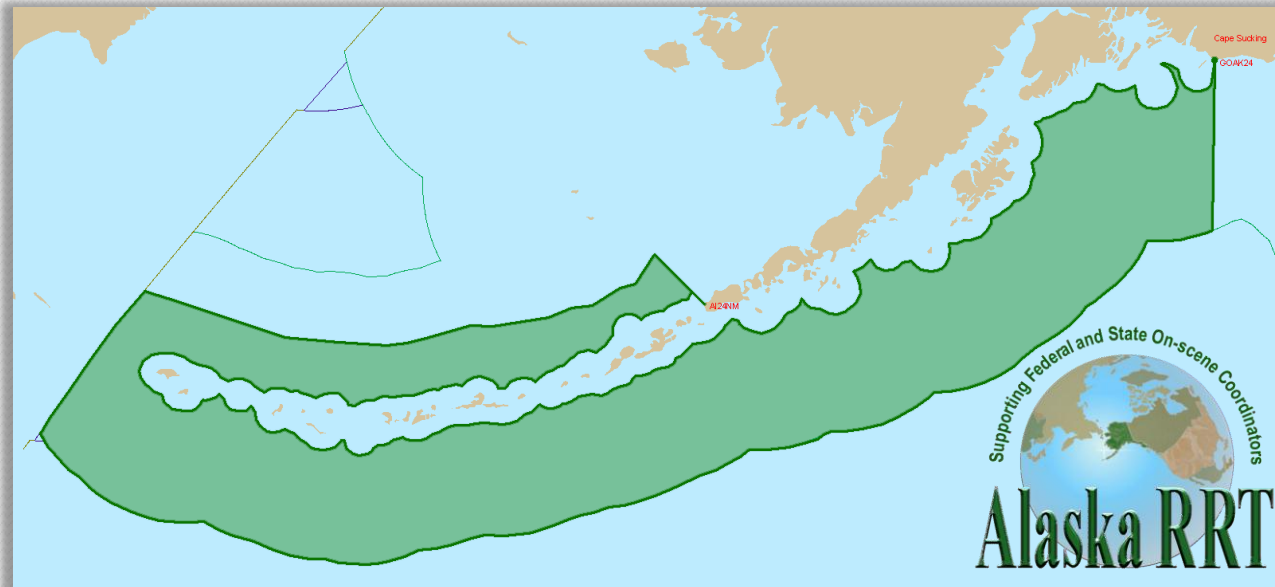 Cape Sucking
GOAK24
AI24NM
Supporting Federal and State On-scene Coordinators
Alaska RRT